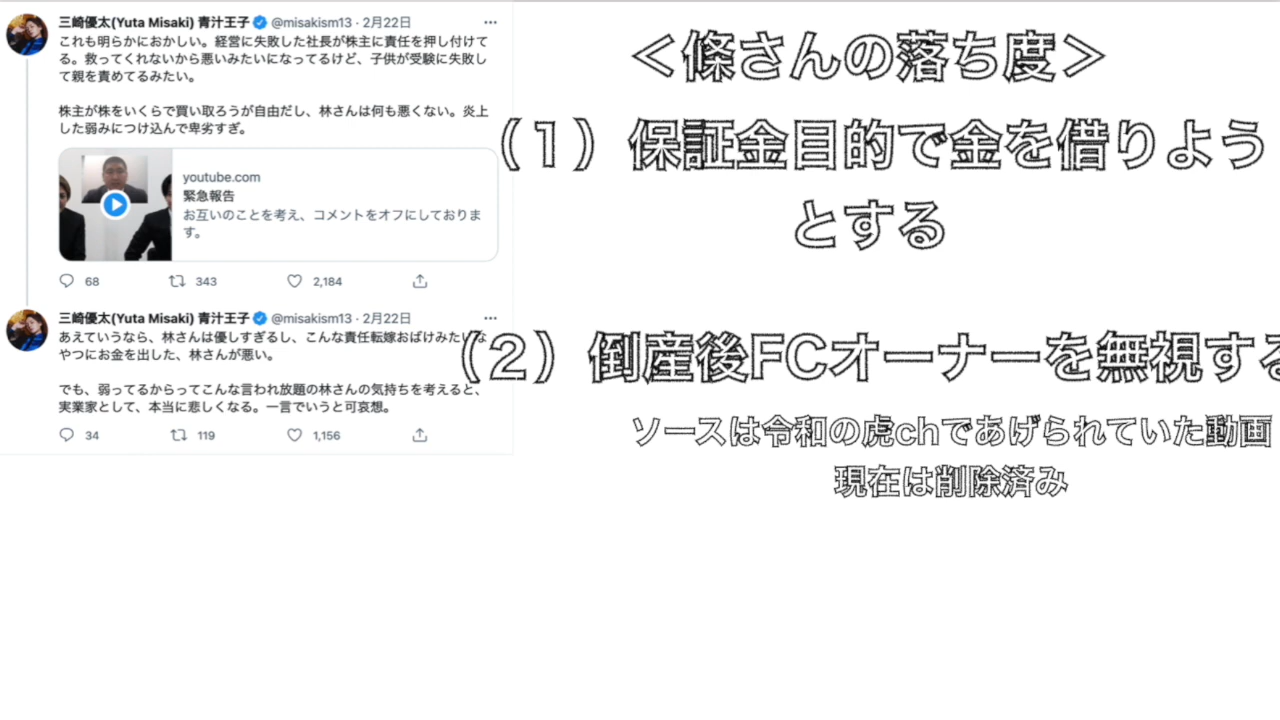 三崎優太(Yuta Misaki) 青汁王子 @misakism13 · 2月22日
これも明らかにおかしい。経営に失敗した社長が株主に責任を押し付けて
る。救ってくれないから悪いみたいになってるけど、子供が受験に失敗し
て親を責めてるみたい。
株主が株をいくらで買い取ろうが自由だし、林さんは何も悪くない。炎上
した弱みにつけ込んで卑劣すぎ。
youtube.com
緊急報告
お互いのことを考え、コメントをオフにしておりま
す。
68 343 2,184
三崎優太(Yuta Misaki) 青汁王子 @misakism13 · 2月22日
あえていうなら、林さんは優しすぎるし、こんな責任転嫁おばけみたいな
やつにお金を出した、林さんが悪い。
でも、弱ってるからってこんな言われ放題の林さんの気持ちを考えると、
実業家として、本当に悲しくなる。一言でいうと可哀想。
34 119 1,156
＜條さんの落ち度＞
（１）保証金目的で金を借りよう
とする
（２）倒産後FCオーナーを無視する
ソースは令和の虎chであげられていた動画
現在は削除済み